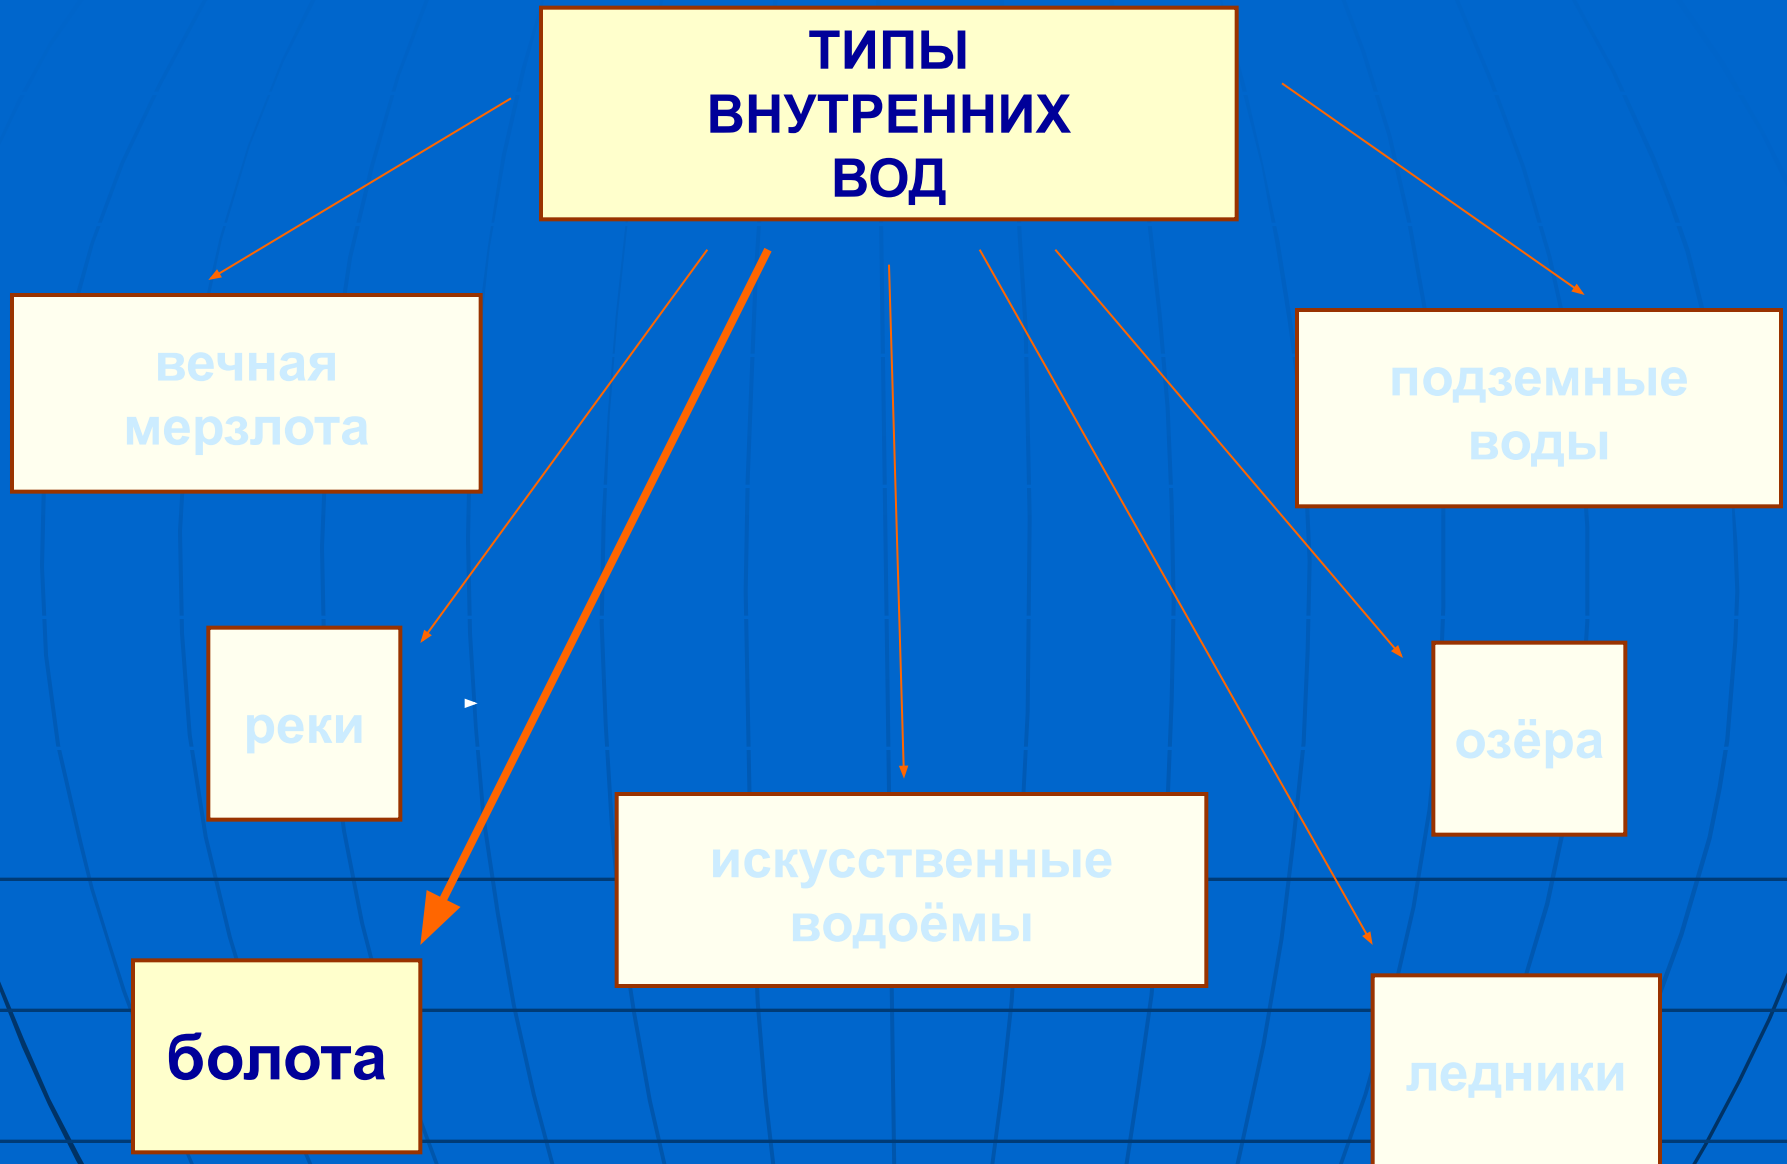 ТИПЫ
ВНУТРЕННИХ
ВОД
вечная
мерзлота
подземные
воды
реки
озёра
искусственные
водоёмы
болота
ледники